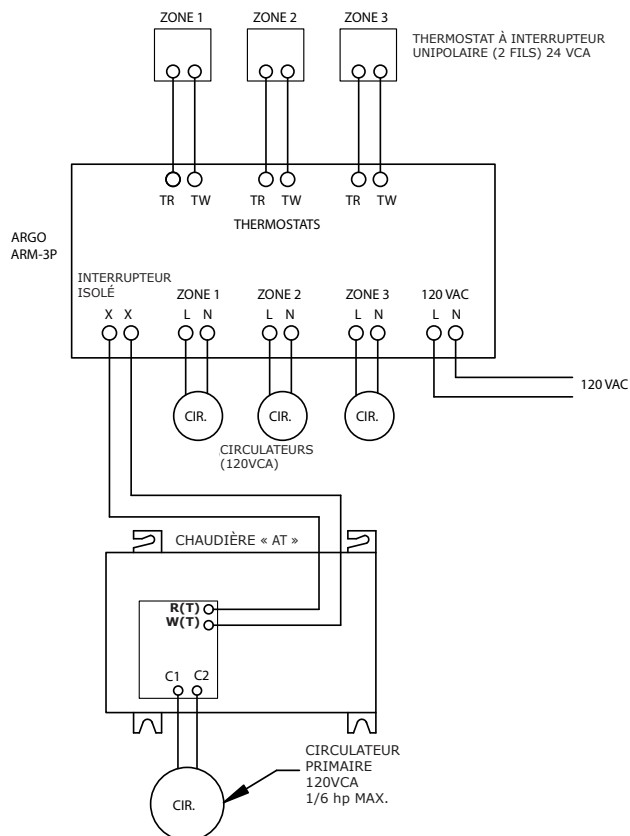 ZONE 1
ZONE 2
ZONE 3
THERMOSTAT À INTERRUPTEUR
UNIPOLAIRE (2 FILS) 24 VCA
TR TW
TR TW
TR TW
THERMOSTATS
ARGO
ARM-3P
INTERRUPTEUR
ISOLÉ
X X
ZONE 1
L N
ZONE 2
L N
ZONE 3
L N
120 VAC
L N
120 VAC
CIR.
CIR.
CIR.
CIRCULATEURS
(120VCA)
CHAUDIÈRE « AT »
R(T)
W(T)
C1 C2
CIRCULATEUR
PRIMAIRE
120VCA
1/6 hp MAX.
CIR.